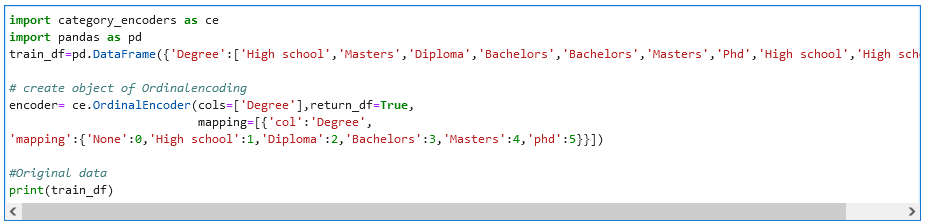 import category_encoders as ce
import pandas as pd
train_df=pd.DataFrame({'Degree':['High school','Masters','Diploma','Bachelors','Bachelors','Masters','Phd','High school','High
# create object of Ordinalencoding
encoder= ce.OrdinalEncoder(cols=['Degree'],return_df=True,
mapping=[{'col':'Degree',
'mapping':{'None':0,'High school':1,'Diploma':2,'Bachelors':3,'Masters':4,'phd':5}}])
#Original data
print(train_df)